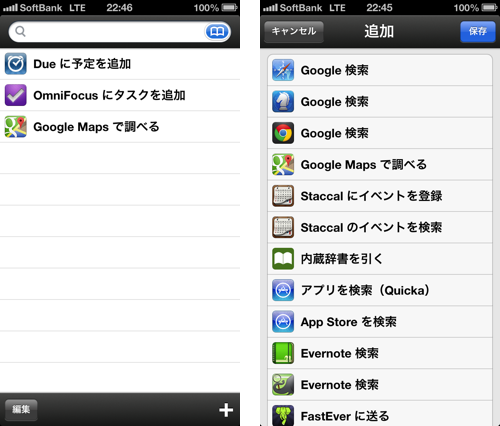 SoftBank LTE 22:46 100%
Due に予定を追加
OmniFocus にタスクを追加
Google Maps で調べる
編集
SoftBank LTE 22:45 100%
キャンセル 追加 保存
Google 検索
Google 検索
Google 検索
Google Maps で調べる
Staccal にイベントを登録
Staccal のイベントを検索
内蔵辞書を引く
アプリを検索（Quicka）
App Store を検索
Evernote 検索
Evernote 検索
FastEver に送る